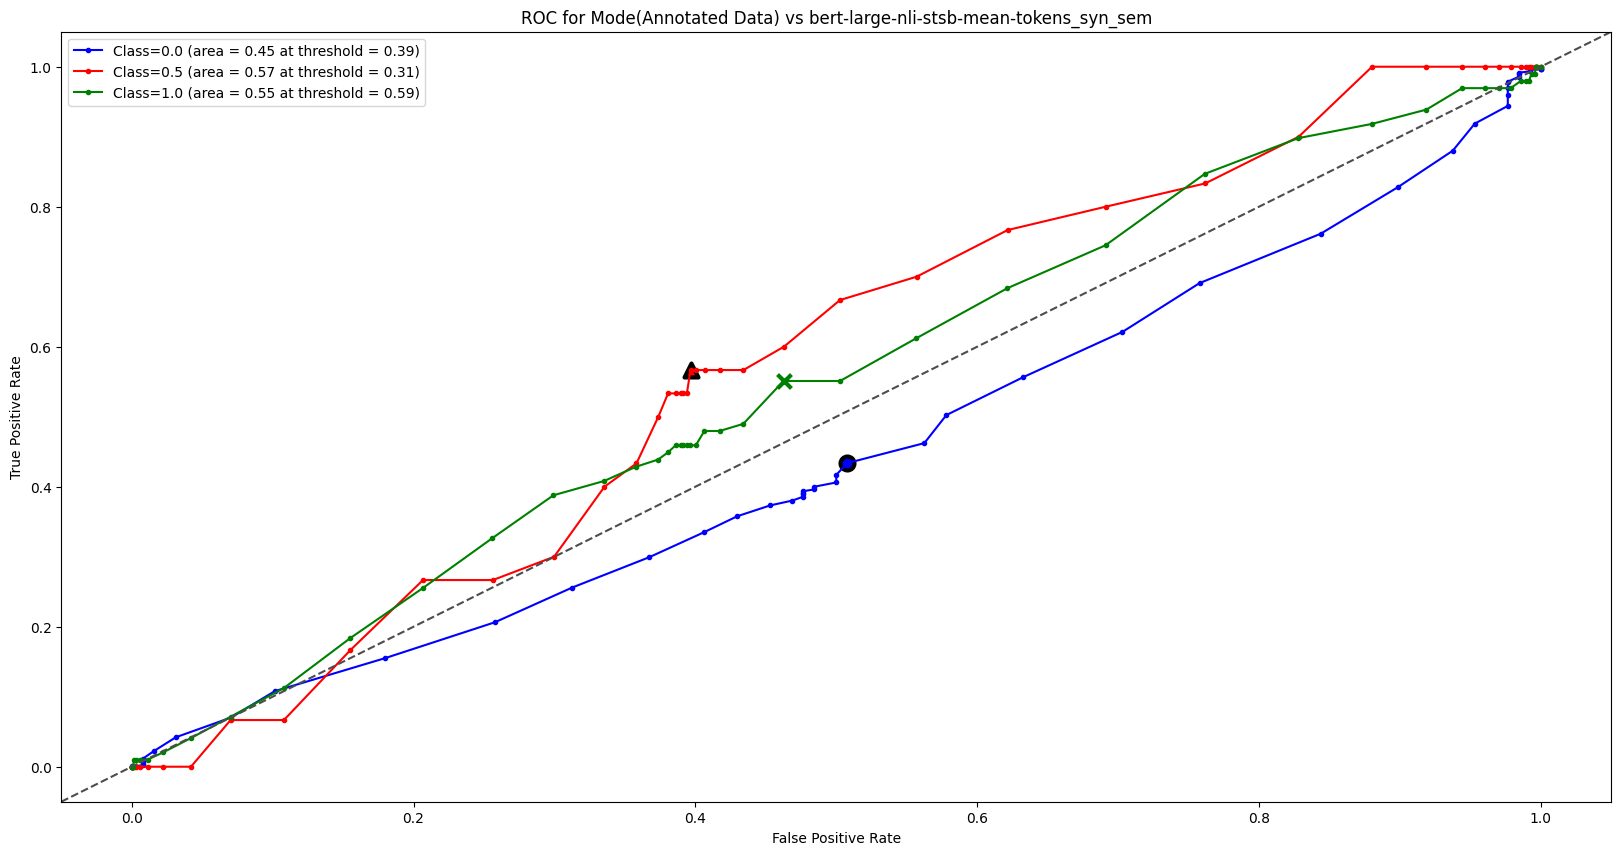 ROC for Mode(Annotated Data) vs bert-large-nli-stsb-mean-tokens_syn_sem
Class=0.0 (area = 0.45 at threshold = 0.39)
Class=0.5 (area = 0.57 at threshold = 0.31)
Class=1.0 (area = 0.55 at threshold = 0.59)
True Positive Rate
1.0
0.8
0.6
0.4
0.2
0.0
0.0 0.2 0.4 0.6 0.8 1.0
False Positive Rate